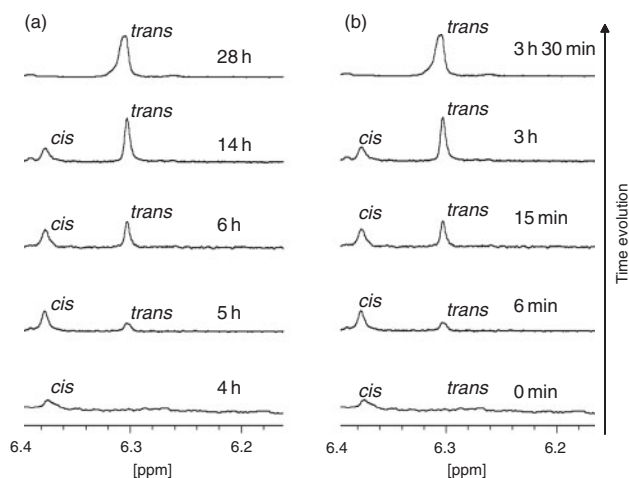 (a)
trans
28 h
cis
trans
14 h
cis
trans
6 h
cis
trans
5 h
cis
4 h
6.4 6.3 6.2
[ppm]
(b)
trans
3 h 30 min
cis
trans
3 h
cis
trans
15 min
cis
trans
6 min
cis
trans
0 min
6.4 6.3 6.2
[ppm]
Time evolution